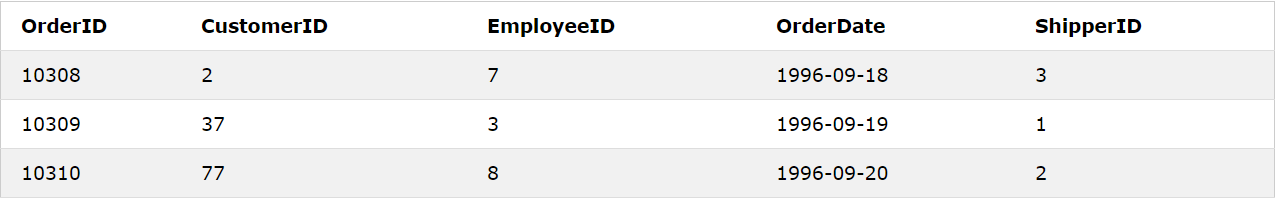 OrderID CustomerID EmployeeID OrderDate ShipperID
10308 2 7 1996-09-18 3
10309 37 3 1996-09-19 1
10310 77 8 1996-09-20 2